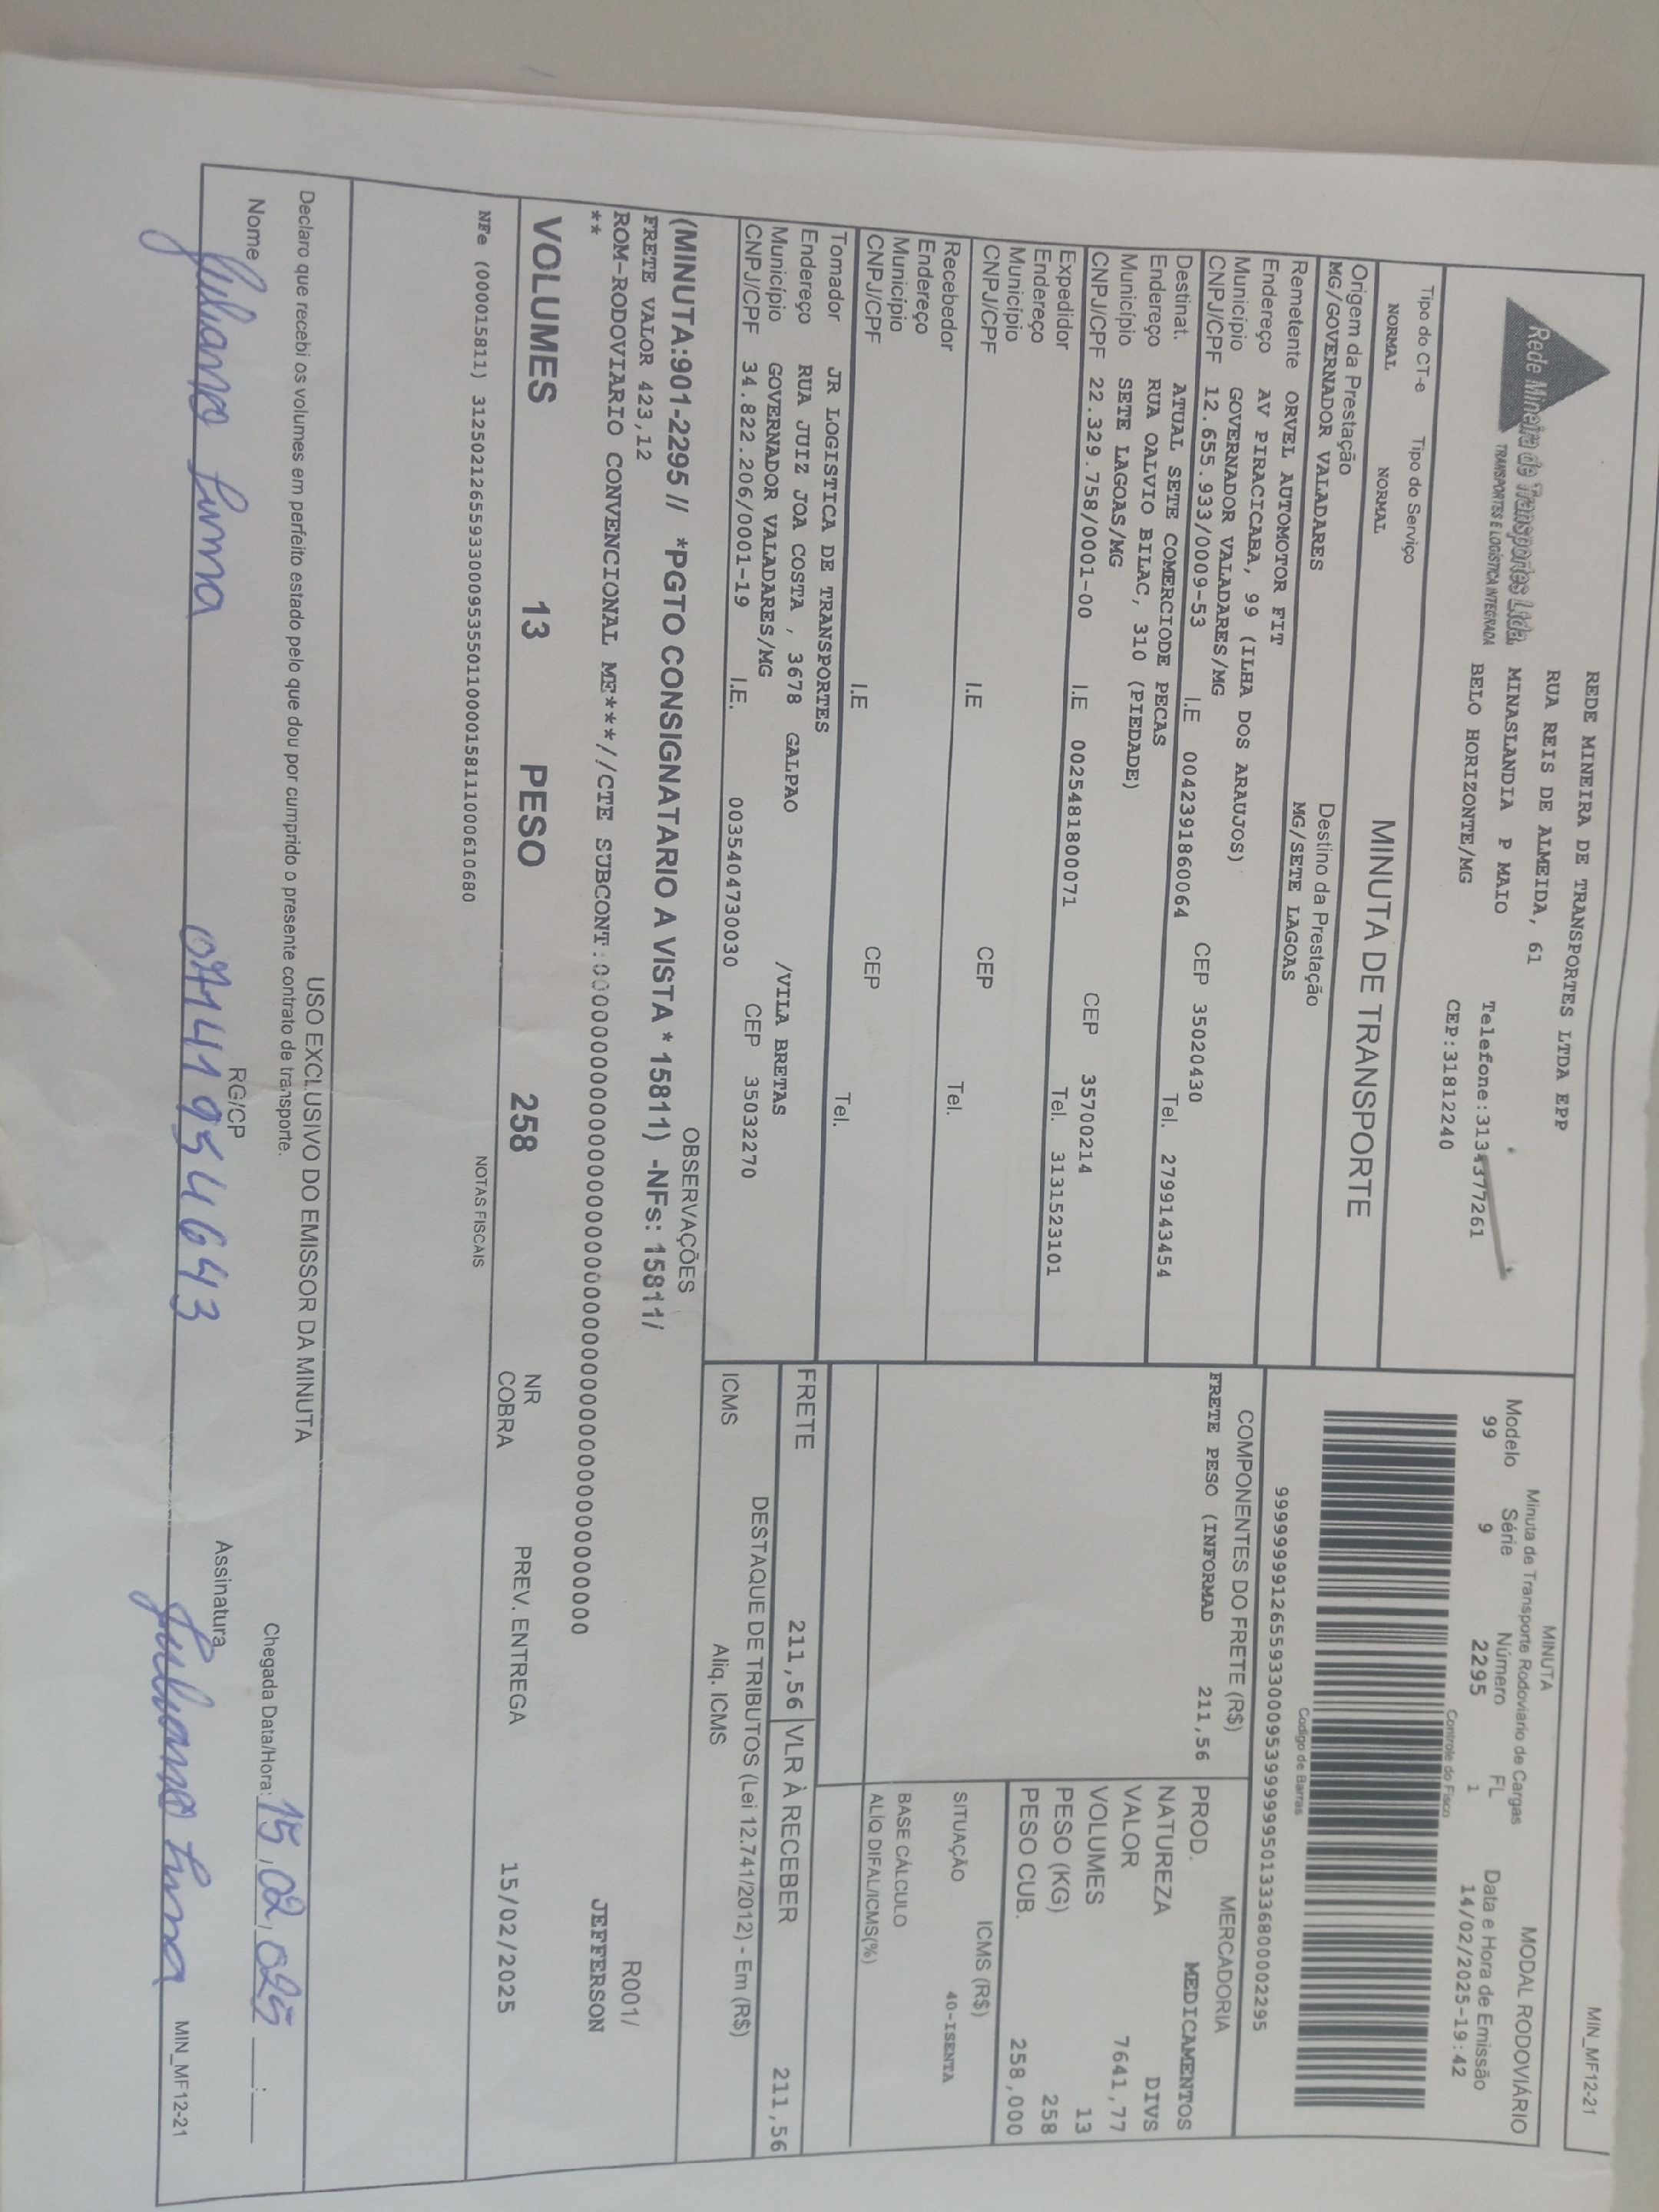 MIN_MF12-21
Rede Mineira de Transportes Ltda.
TRANSPORTES E LOGÍSTICA INTEGRADA
REDE MINEIRA DE TRANSPORTES LTDA EPP
RUA REIS DE ALMEIDA, 61
MINASLANDIA P MAIO
BELO HORIZONTE/MG
Telefone:3134377261
CEP:31812240
MINUTA
Minuta de Transporte Rodoviario de Cargas
MODAL RODOVIÁRIO
Modelo Série Número FL Data e Hora de Emissão
99 9 2295 1 14/02/2025-19:42
Controle do Fisco
Codigo de Barras
Tipo do CT-e Tipo do Serviço
NORMAL NORMAL
MINUTA DE TRANSPORTE
Origem da Prestação Destino da Prestação
MG/GOVERNADOR VALADARES MG/SETE LAGOAS
Remetente ORVEL AUTOMOTOR FIT
Endereço AV PIRACICABA, 99 (ILHA DOS ARAUJOS)
Município GOVERNADOR VALADARES/MG CEP 35020430
CNPJ/CPF 12.655.933/0009-53 I.E 0042391860064
Destinat. ATUAL SETE COMERCIODE PECAS Tel. 2799143454
Endereço RUA OALVIO BILAC, 310 (PIEDADE)
Município SETE LAGOAS/MG CEP 35700214
CNPJ/CPF 22.329.758/0001-00 I.E 0025481800071
Expedidor Tel. 3131523101
Endereço
Município CEP
CNPJ/CPF I.E
Recebedor Tel.
Endereço
Município CEP
CNPJ/CPF I.E
Tomador JR LOGISTICA DE TRANSPORTES Tel.
Endereço RUA JUIZ JOA COSTA , 3678 GALPAO /VILA BRETAS
Município GOVERNADOR VALADARES/MG CEP 35032270
CNPJ/CPF 34.822.206/0001-19 I.E. 0035404730030
COMPONENTES DO FRETE (R$)
FRETE PESO (INFORMAD 211,56
MERCADORIA
PROD. MEDICAMENTOS
NATUREZA DIVS
VALOR 7641,77
VOLUMES 13
PESO (KG) 258
PESO CUB. 258,000
ICMS (R$)
SITUAÇÃO 40-ISENTA
BASE CÁLCULO
ALÍQ DIFAL/ICMS(%)
FRETE 211,56 VLR À RECEBER 211,56
DESTAQUE DE TRIBUTOS (Lei 12.741/2012) - Em (R$)
ICMS Aliq. ICMS
OBSERVAÇÕES
(MINUTA:901-2295 // *PGTO CONSIGNATARIO A VISTA * 15811) -NFs: 15811/
FRETE VALOR 423,12
R001/
JEFFERSON
**
VOLUMES 13 PESO 258
NR
COBRA
PREV. ENTREGA 15/02/2025
NOTAS FISCAIS
USO EXCLUSIVO DO EMISSOR DA MINUTA
Declaro que recebi os volumes em perfeito estado pelo que dou por cumprido o presente contrato de transporte.
Chegada Data/Hora: 15/02/025 __:__
Nome Juliano Lima
RG/CP 07141954643
Assinatura Juliano Lima
MIN_MF12-21